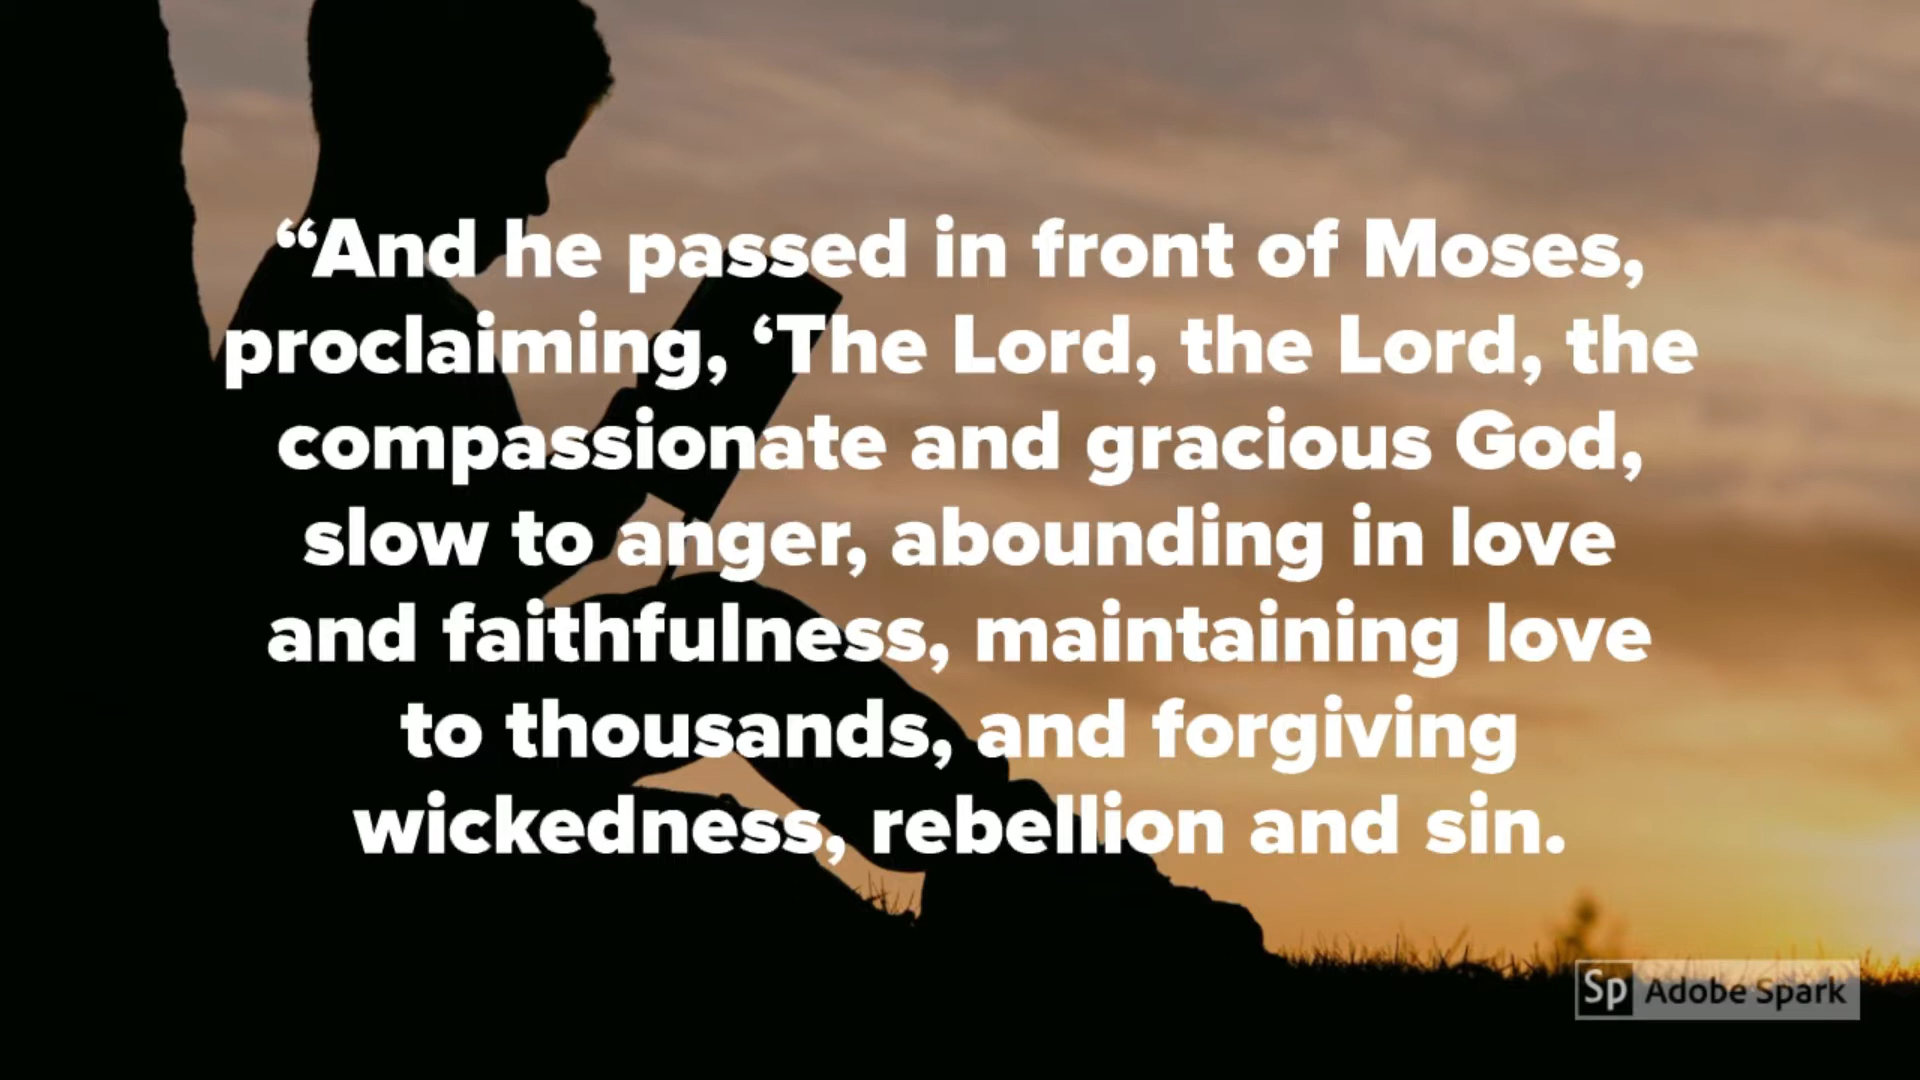 “And he passed in front of Moses,
proclaiming, ‘The Lord, the Lord, the
compassionate and gracious God,
slow to anger, abounding in love
and faithfulness, maintaining love
to thousands, and forgiving
wickedness, rebellion and sin.
Sp Adobe Spark